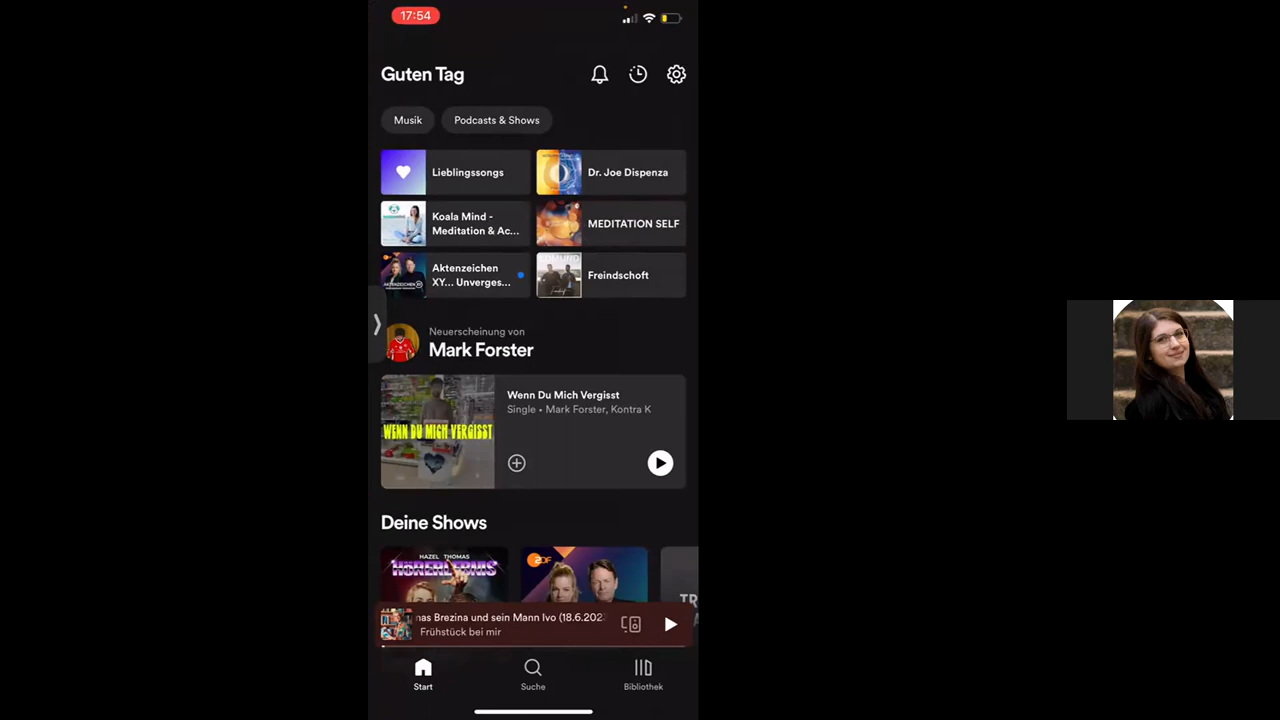 17:54
Guten Tag
Musik
Podcasts & Shows
Lieblingssongs
Dr. Joe Dispenza
Koala Mind -
Meditation & Ac...
MEDITATION SELF
Aktenzeichen
XY... Unverges...
Freindschoft
Neuerscheinung von
Mark Forster
Wenn Du Mich Vergisst
Single • Mark Forster, Kontra K
WENN DU MICH VERGISST
Deine Shows
HAZEL THOMAS
HÖRERLEBNIS
ZDF
TR
nas Brezina und sein Mann Ivo (18.6.202
Frühstück bei mir
Start
Suche
Bibliothek